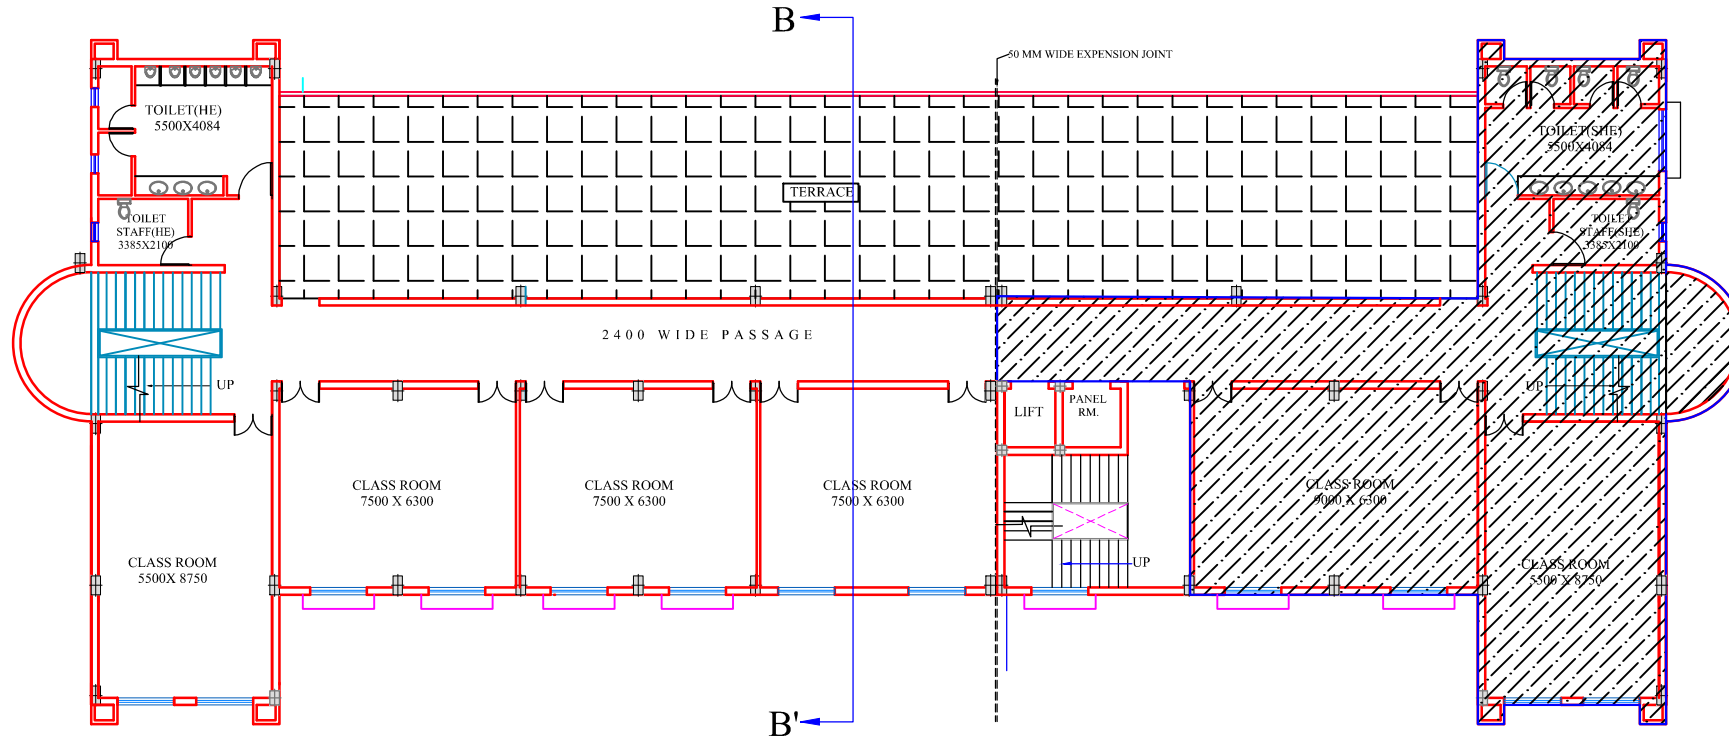 B
50 MM WIDE EXPENSION JOINT
TOILET(HE)
5500X4084
TOILET(SHE)
5500X4084
TERRACE
TOILET
STAFF(HE)
3385X2100
TOILET
STAFF(SHE)
3385X2100
2400 WIDE PASSAGE
UP
UP
LIFT
PANEL
RM.
CLASS ROOM
7500 X 6300
CLASS ROOM
7500 X 6300
CLASS ROOM
7500 X 6300
CLASS ROOM
9000 X 6300
UP
CLASS ROOM
5500X 8750
CLASS ROOM
5500 X 8750
B'